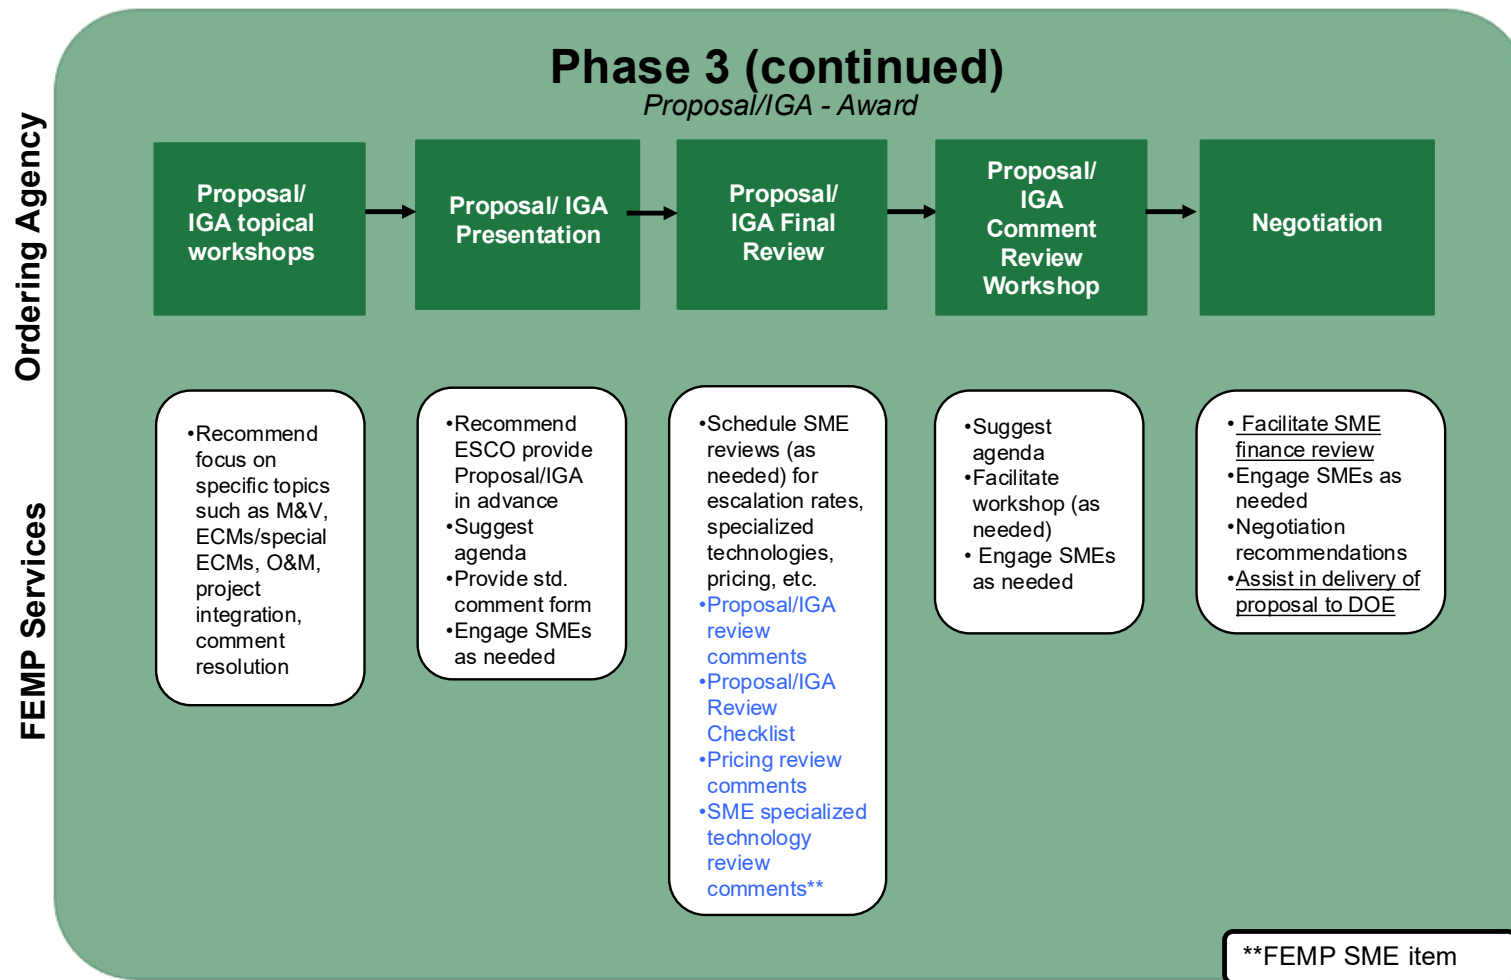 Phase 3 (continued)
Proposal/IGA - Award
Ordering Agency
Proposal/
IGA topical
workshops
Proposal/ IGA
Presentation
Proposal/
IGA Final
Review
Proposal/
IGA
Comment
Review
Workshop
Negotiation
FEMP Services
•Recommend
focus on
specific topics
such as M&V,
ECMs/special
ECMs, O&M,
project
integration,
comment
resolution
•Recommend
ESCO provide
Proposal/IGA
in advance
•Suggest
agenda
•Provide std.
comment form
•Engage SMEs
as needed
•Schedule SME
reviews (as
needed) for
escalation rates,
specialized
technologies,
pricing, etc.
•Proposal/IGA
review
comments
•Proposal/IGA
Review
Checklist
•Pricing review
comments
•SME specialized
technology
review
comments**
•Suggest
agenda
•Facilitate
workshop (as
needed)
• Engage SMEs
as needed
• Facilitate SME
finance review
•Engage SMEs as
needed
•Negotiation
recommendations
•Assist in delivery of
proposal to DOE
**FEMP SME item